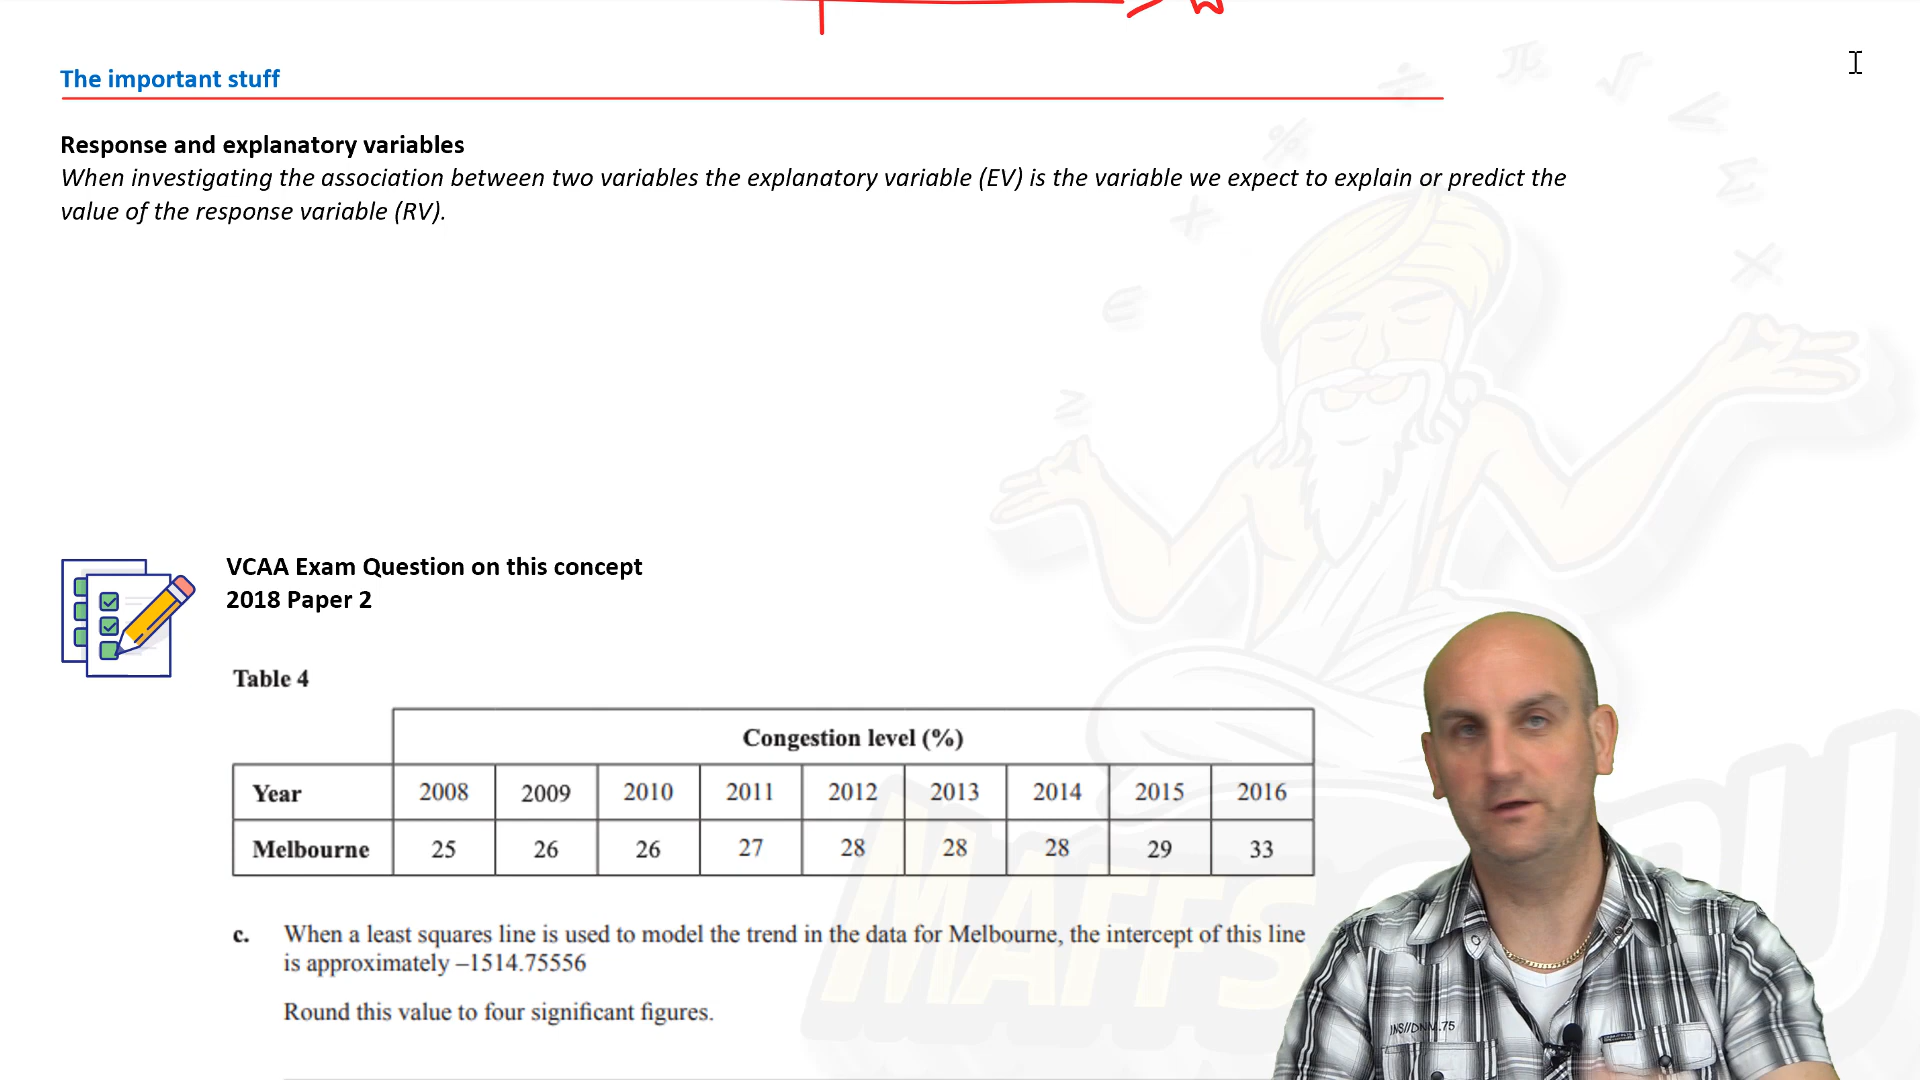 The important stuff
Response and explanatory variables
When investigating the association between two variables the explanatory variable (EV) is the variable we expect to explain or predict the
value of the response variable (RV).
VCAA Exam Question on this concept
2018 Paper 2
Table 4
Congestion level (%)
Year 2008 2009 2010 2011 2012 2013 2014 2015 2016
Melbourne 25 26 26 27 28 28 28 29 33
c. When a least squares line is used to model the trend in the data for Melbourne, the intercept of this line
is approximately –1514.75556
Round this value to four significant figures.